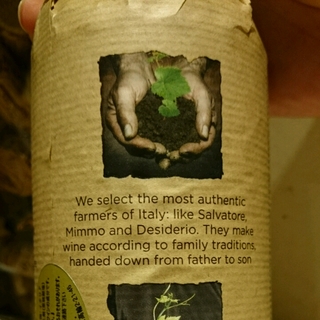 We select the most authentic
farmers of Italy: like Salvatore,
Mimmo and Desiderio. They make
wine according to family traditions,
handed down from father to son